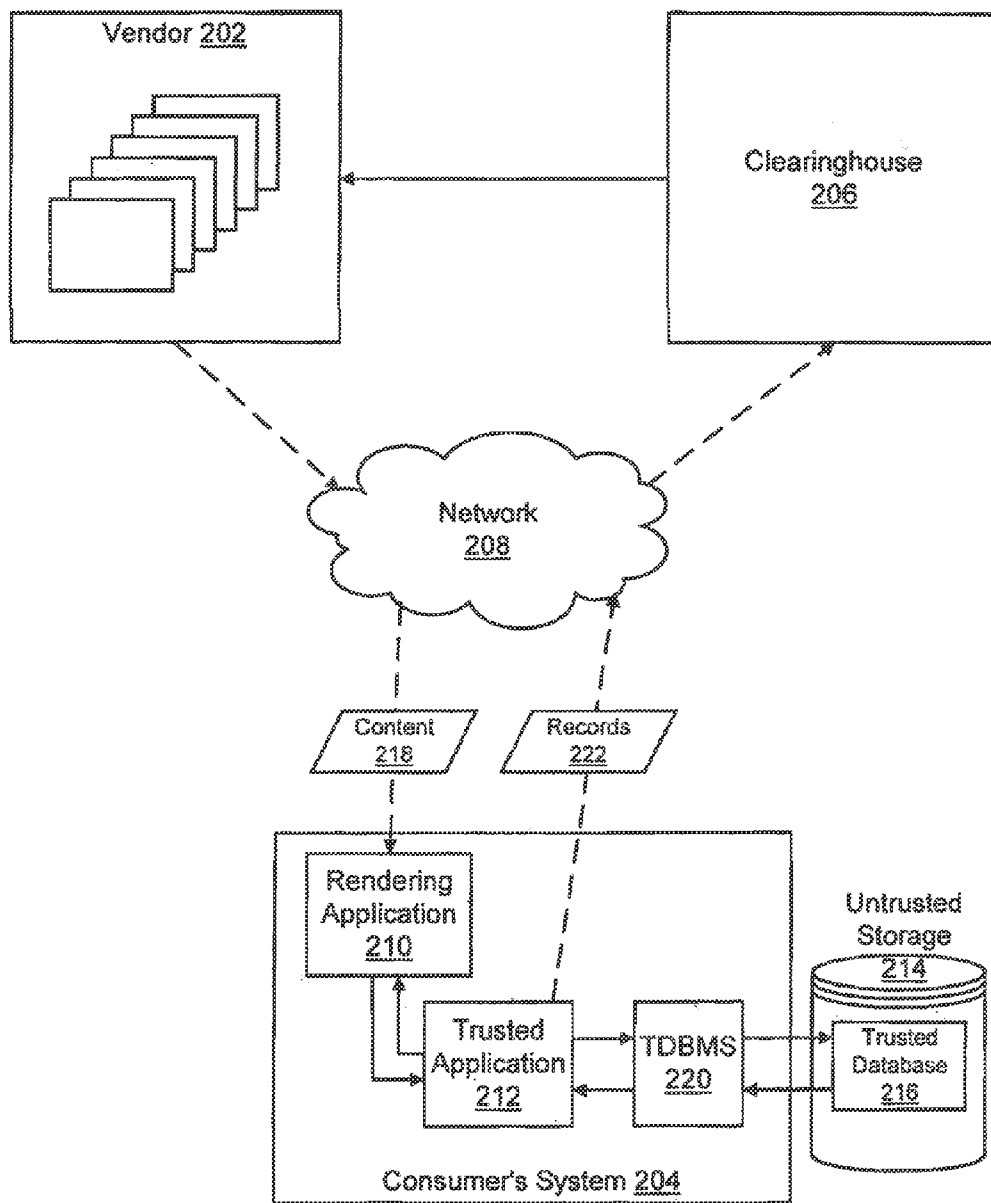 Vendor 202
Clearinghouse
206
Network
208
Content
218
Records
222
Rendering
Application
210
Untrusted
Storage
214
Trusted
Application
212
TDBMS
220
Trusted
Database
216
Consumer's System 204